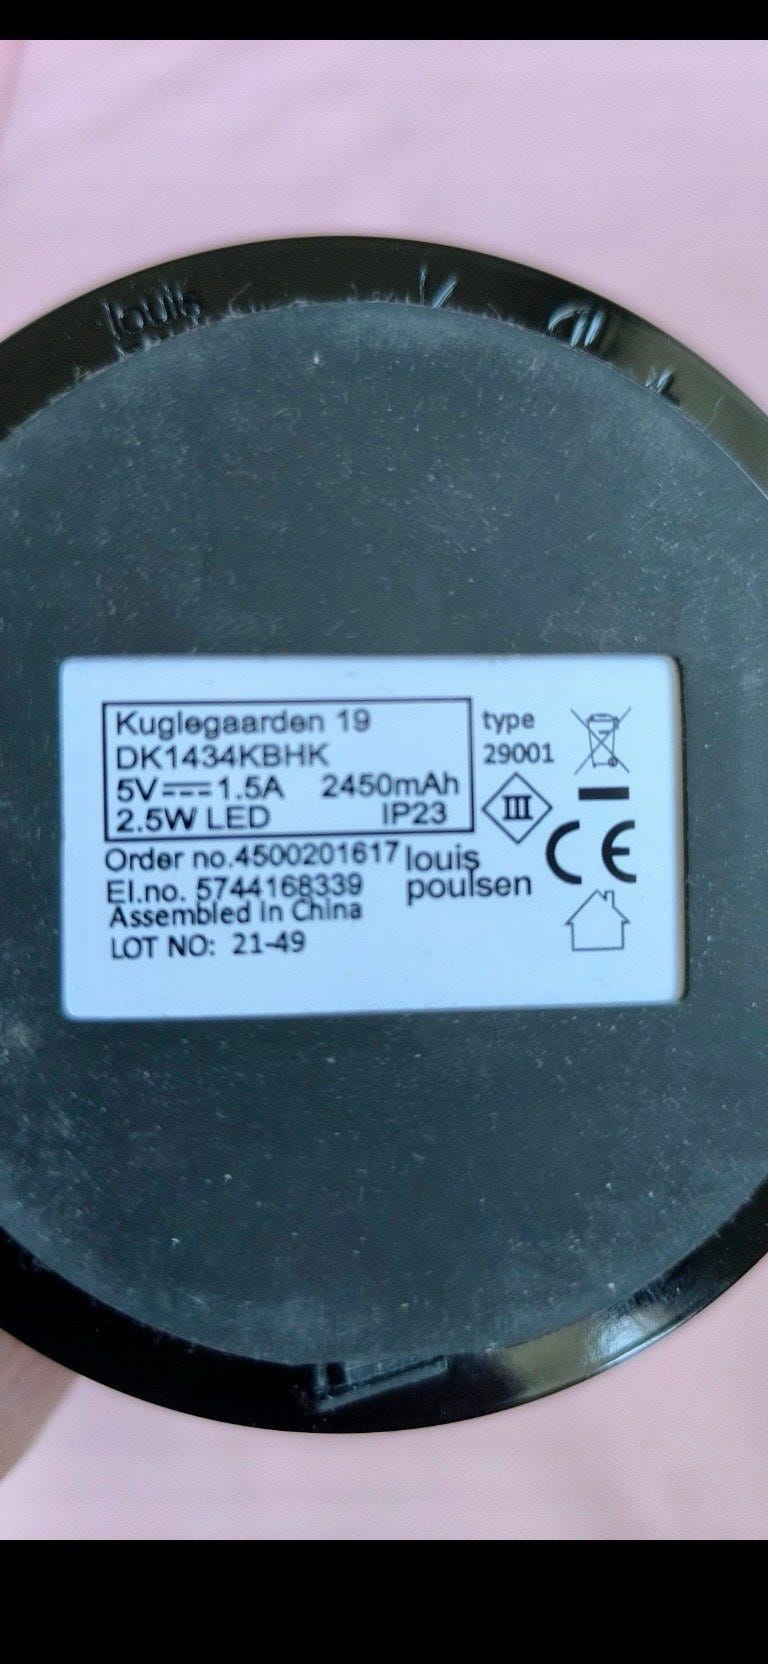 louis
Kuglegaarden 19
DK1434KBHK
5V⎓1.5A 2450mAh
2.5W LED IP23
type
29001
III
Order no.4500201617
El.no. 5744168339
Assembled in China
LOT NO: 21-49
louis
poulsen
CE